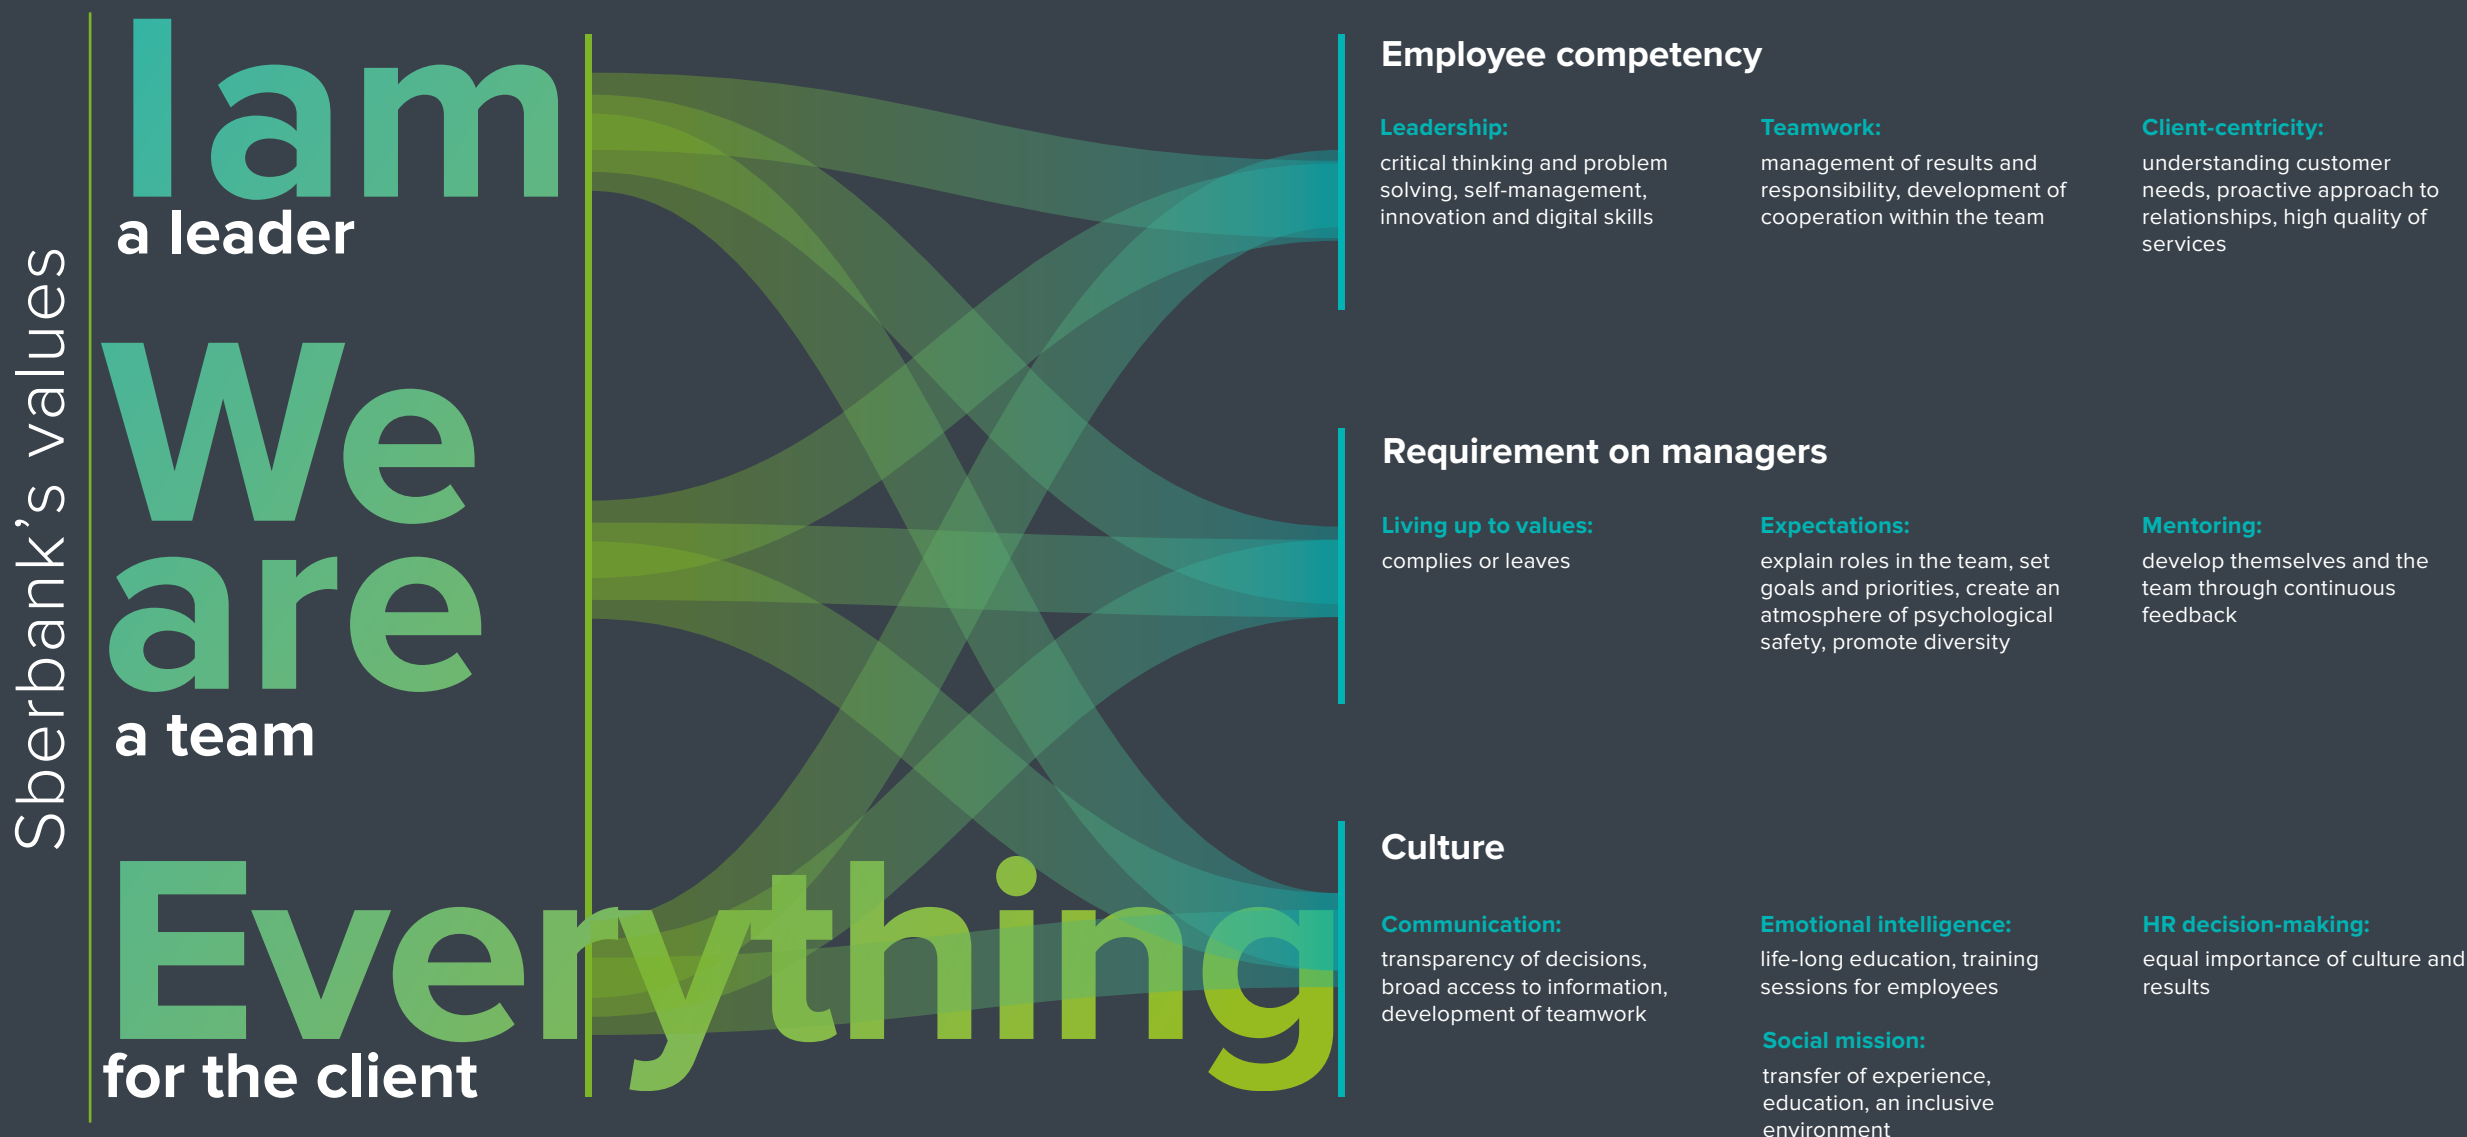 Sberbank's values
I am
a leader
We
are
a team
Everything
for the client
Employee competency
Leadership:
critical thinking and problem
solving, self-management,
innovation and digital skills
Teamwork:
management of results and
responsibility, development of
cooperation within the team
Client-centricity:
understanding customer
needs, proactive approach to
relationships, high quality of
services
Requirement on managers
Living up to values:
complies or leaves
Expectations:
explain roles in the team, set
goals and priorities, create an
atmosphere of psychological
safety, promote diversity
Mentoring:
develop themselves and the
team through continuous
feedback
Culture
Communication:
transparency of decisions,
broad access to information,
development of teamwork
Emotional intelligence:
life-long education, training
sessions for employees
HR decision-making:
equal importance of culture and
results
Social mission:
transfer of experience,
education, an inclusive
environment